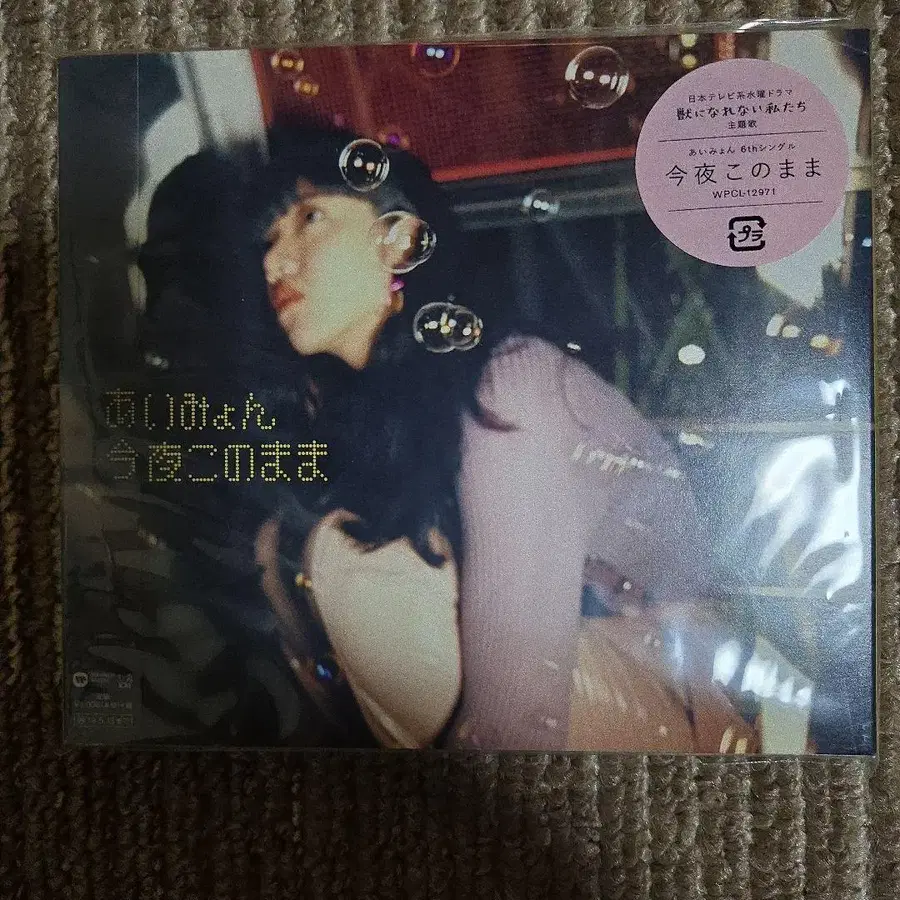 日本テレビ系水曜ドラマ
獣になれない私たち
主題歌
あいみょん 6thシングル
今夜このまま
WPCL-12971
プラ
あいみょん
今夜このまま